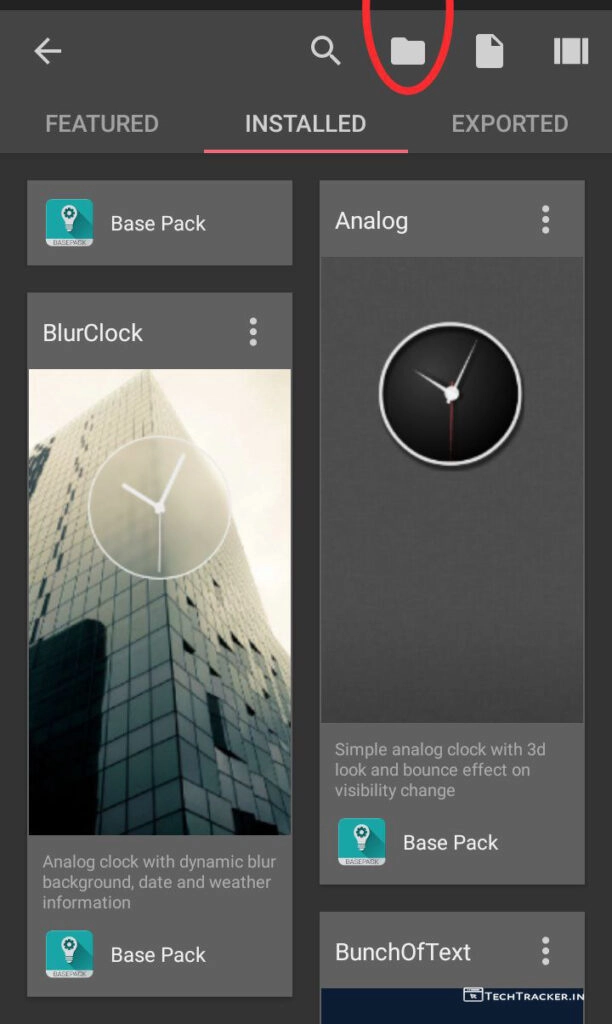 FEATURED
INSTALLED
EXPORTED
BASEPACK
Base Pack
BlurClock
Analog clock with dynamic blur
background, date and weather
information
BASEPACK
Base Pack
Analog
Simple analog clock with 3d
look and bounce effect on
visibility change
BASEPACK
Base Pack
BunchOfText
TECHTRACKER.IN